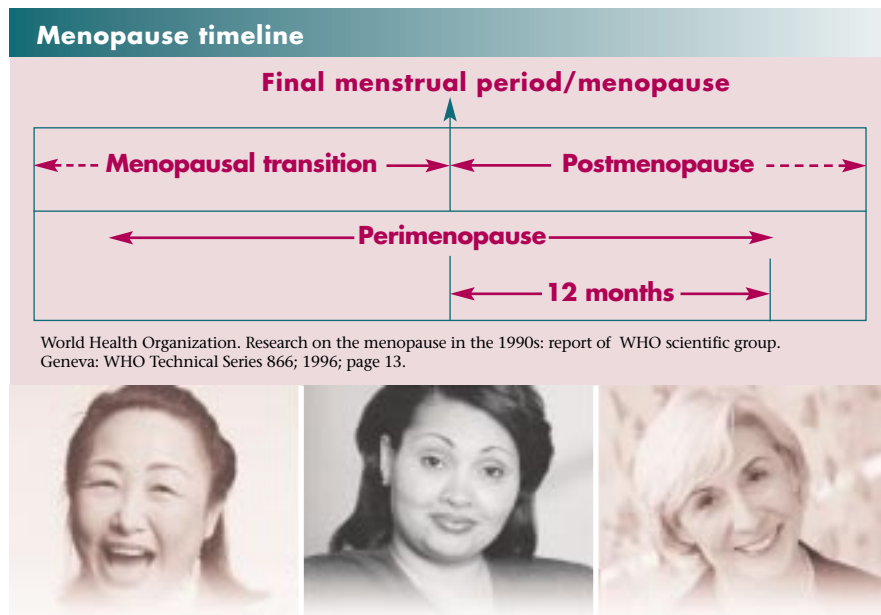 Menopause timeline
Final menstrual period/menopause
Menopausal transition
Postmenopause
Perimenopause
12 months
World Health Organization. Research on the menopause in the 1990s: report of WHO scientific group.
Geneva: WHO Technical Series 866; 1996; page 13.